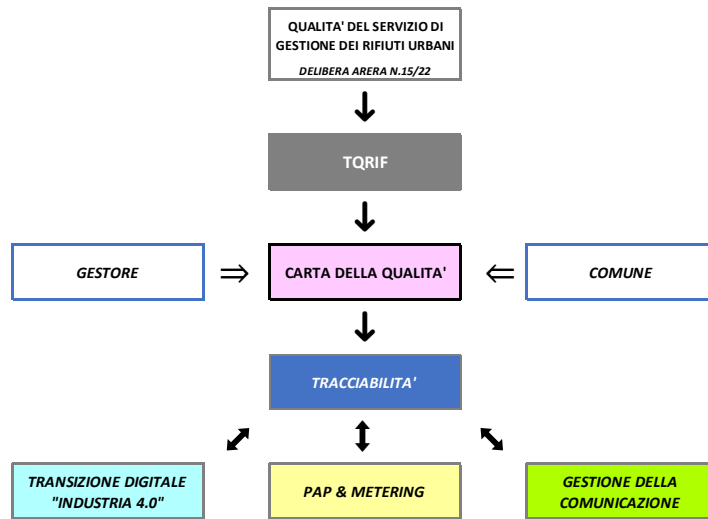 QUALITA' DEL SERVIZIO DI
GESTIONE DEI RIFIUTI URBANI
DELIBERA ARERA N.15/22
TQRIF
GESTORE
CARTA DELLA QUALITA'
COMUNE
TRACCIABILITA'
TRANSIZIONE DIGITALE
"INDUSTRIA 4.0"
PAP & METERING
GESTIONE DELLA
COMUNICAZIONE